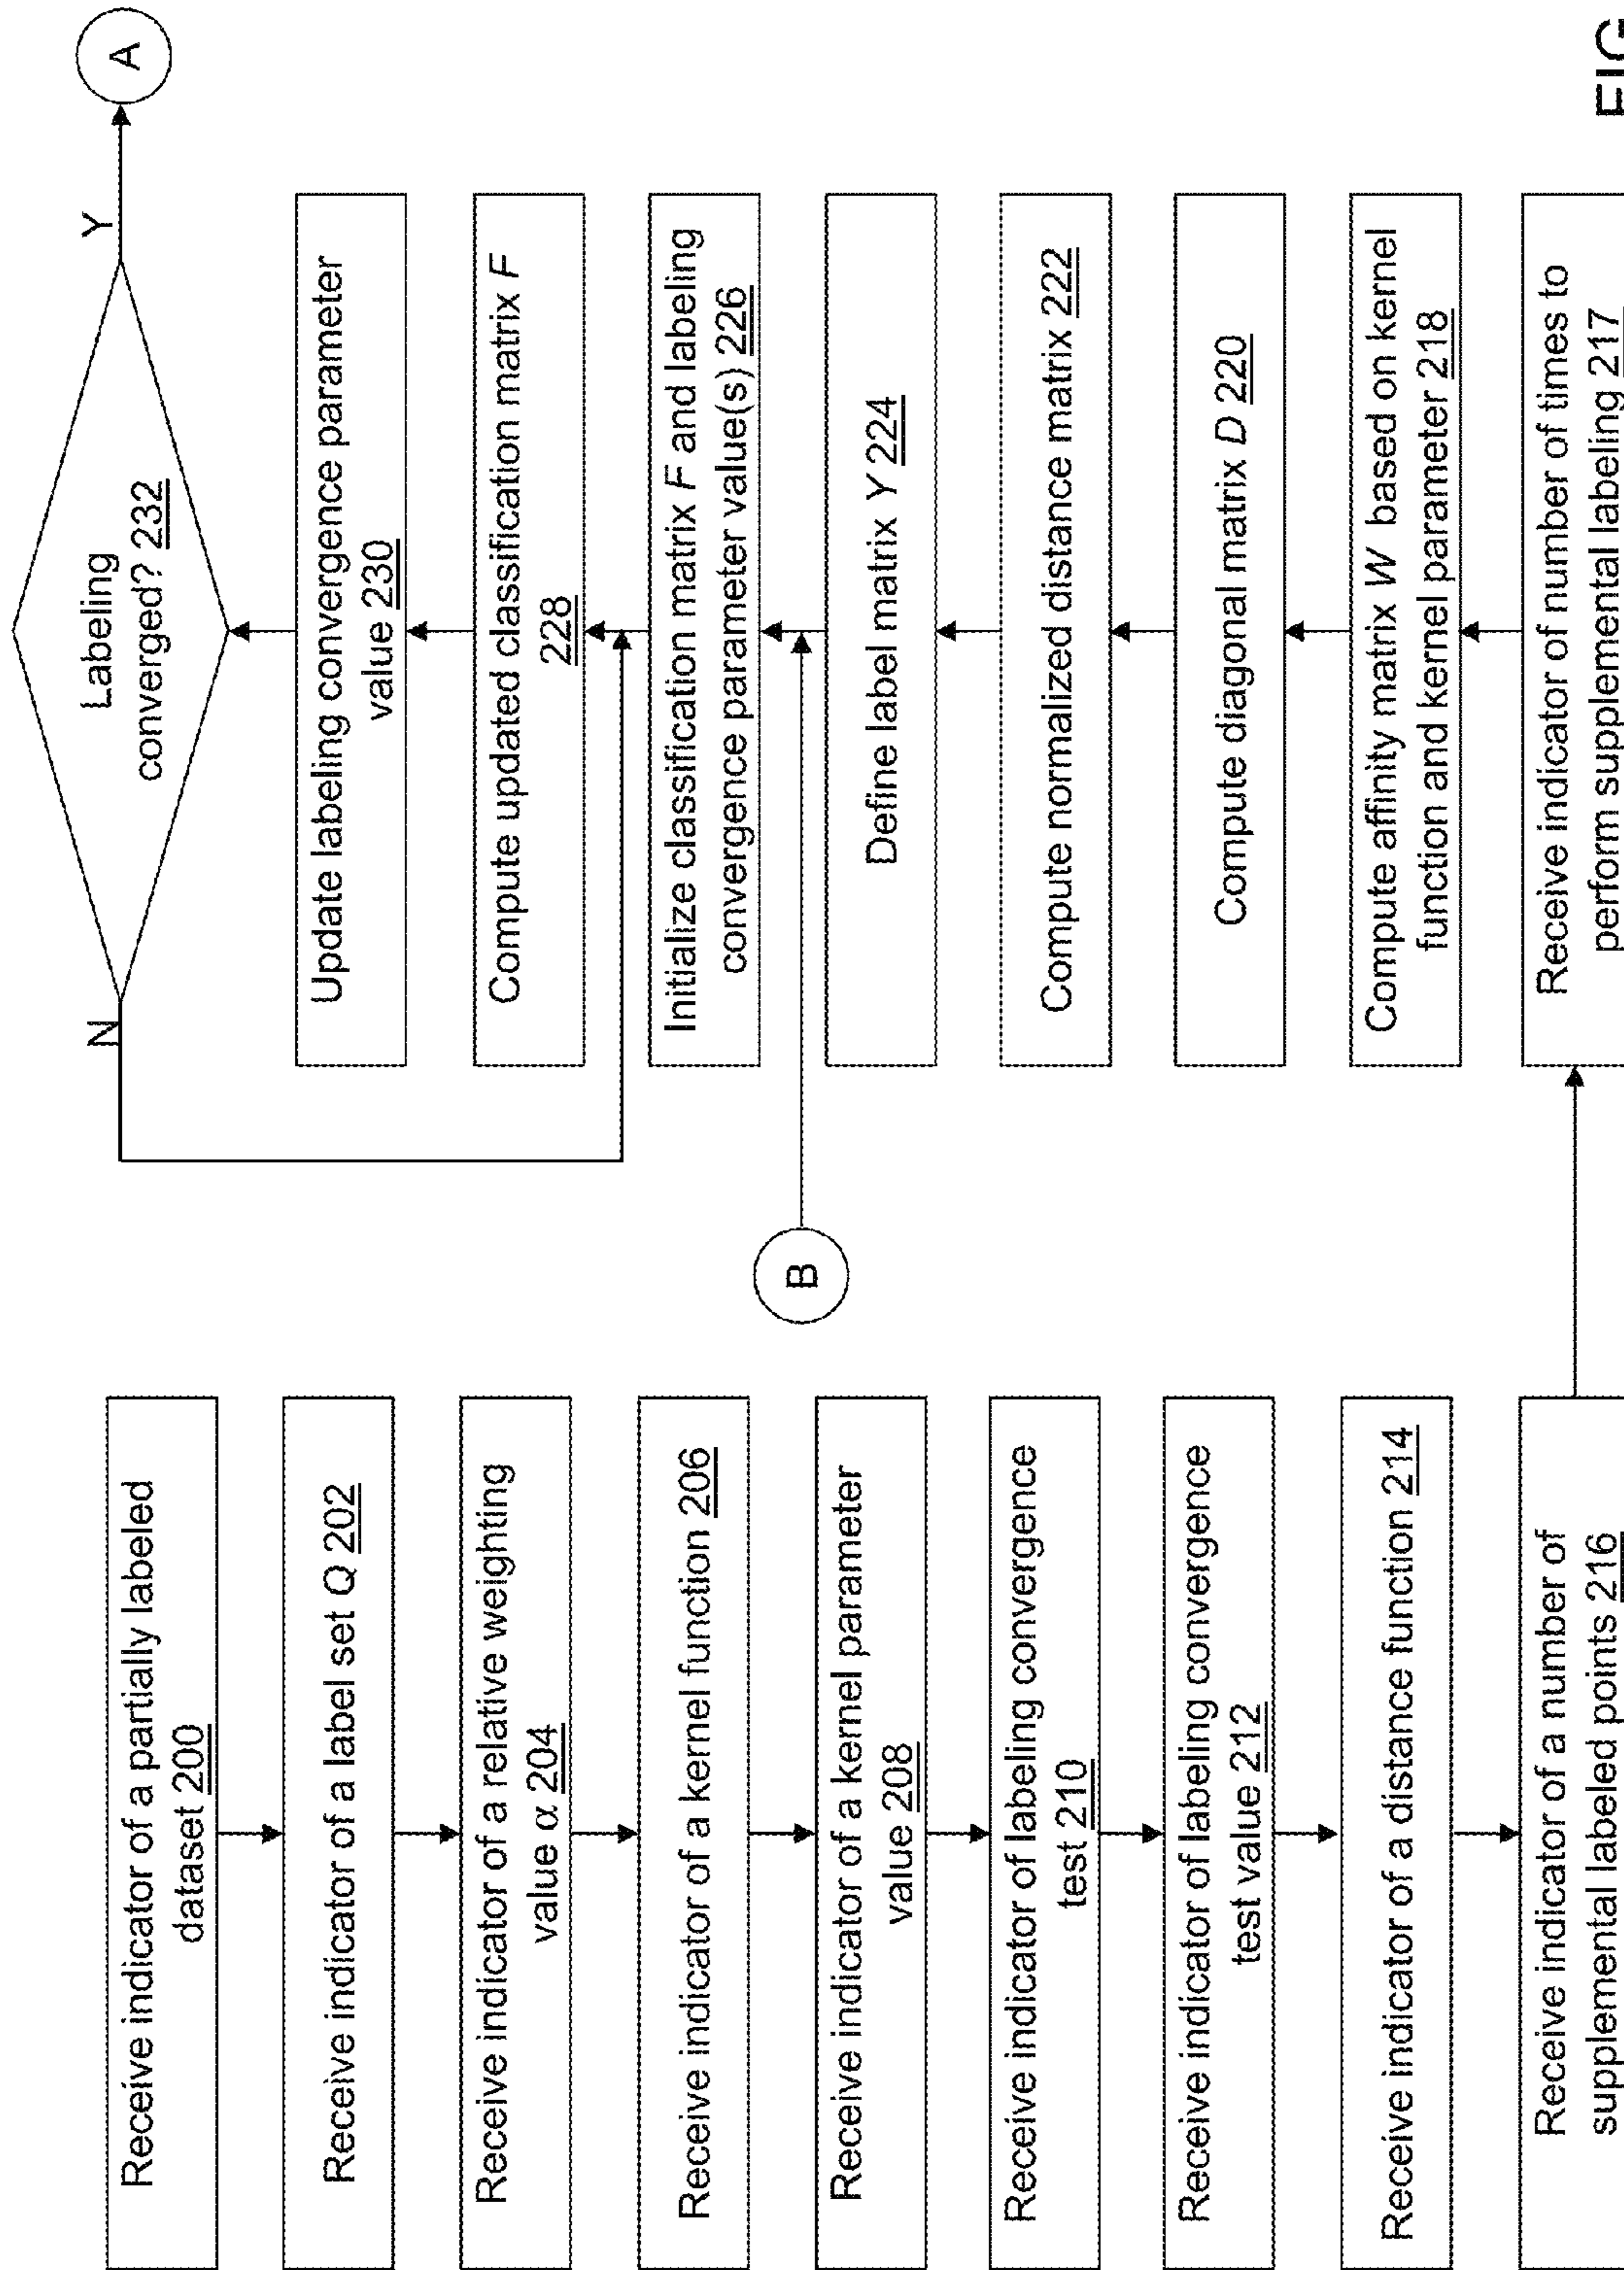 Receive indicator of a partially labeled
dataset 200
Receive indicator of a label set Q 202
Receive indicator of a relative weighting
value α 204
Receive indicator of a kernel function 206
Receive indicator of a kernel parameter
value 208
Receive indicator of labeling convergence
test 210
Receive indicator of labeling convergence
test value 212
Receive indicator of a distance function 214
Receive indicator of a number of
supplemental labeled points 216
Receive indicator of number of times to
perform supplemental labeling 217
Compute affinity matrix W based on kernel
function and kernel parameter 218
Compute diagonal matrix D 220
Compute normalized distance matrix 222
Define label matrix Y 224
B
Initialize classification matrix F and labeling
convergence parameter value(s) 226
Compute updated classification matrix F
228
Update labeling convergence parameter
value 230
Labeling
converged? 232
N
Y
A